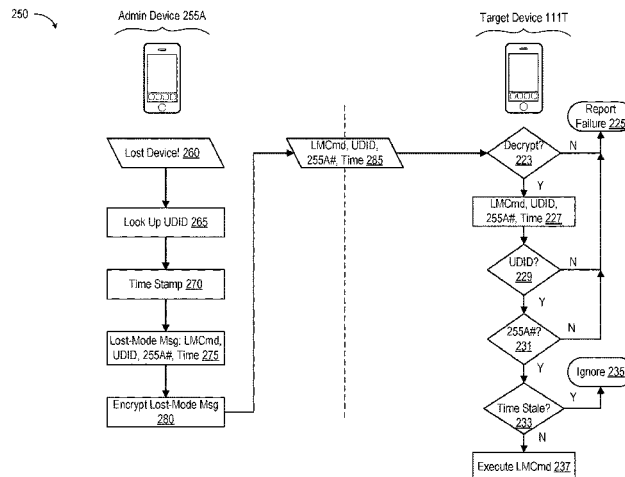 250
Admin Device 255A
Target Device 111T
Lost Device! 260
Look Up UDID 265
Time Stamp 270
Lost-Mode Msg: LMCmd,
UDID, 255A#, Time 275
Encrypt Lost-Mode Msg
280
LMCmd, UDID,
255A#, Time 285
Decrypt?
223
N
Report
Failure 225
Y
LMCmd, UDID,
255A#, Time 227
UDID?
229
N
Y
255A#?
231
N
Y
Time Stale?
233
Y
Ignore 235
N
Execute LMCmd 237